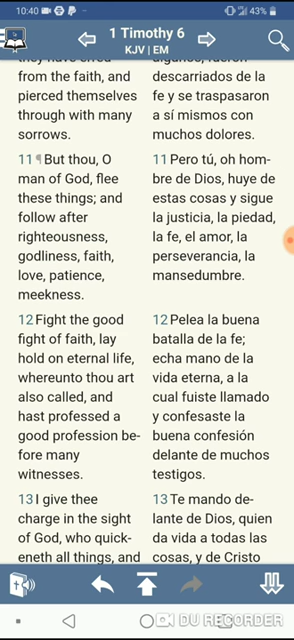 10:40
43%
1 Timothy 6
KJV | EM
they have erred
from the faith, and
pierced themselves
through with many
sorrows.
11 ¶ But thou, O
man of God, flee
these things; and
follow after
righteousness,
godliness, faith,
love, patience,
meekness.
12 Fight the good
fight of faith, lay
hold on eternal life,
whereunto thou art
also called, and
hast professed a
good profession be-
fore many
witnesses.
13 I give thee
charge in the sight
of God, who quick-
eneth all things, and
algunos, fueron
descarriados de la
fe y se traspasaron
a sí mismos con
muchos dolores.
11 Pero tú, oh hom-
bre de Dios, huye de
estas cosas y sigue
la justicia, la piedad,
la fe, el amor, la
perseverancia, la
mansedumbre.
12 Pelea la buena
batalla de la fe;
echa mano de la
vida eterna, a la
cual fuiste llamado
y confesaste la
buena confesión
delante de muchos
testigos.
13 Te mando de-
lante de Dios, quien
da vida a todas las
cosas, y de Cristo
DU RECORDER